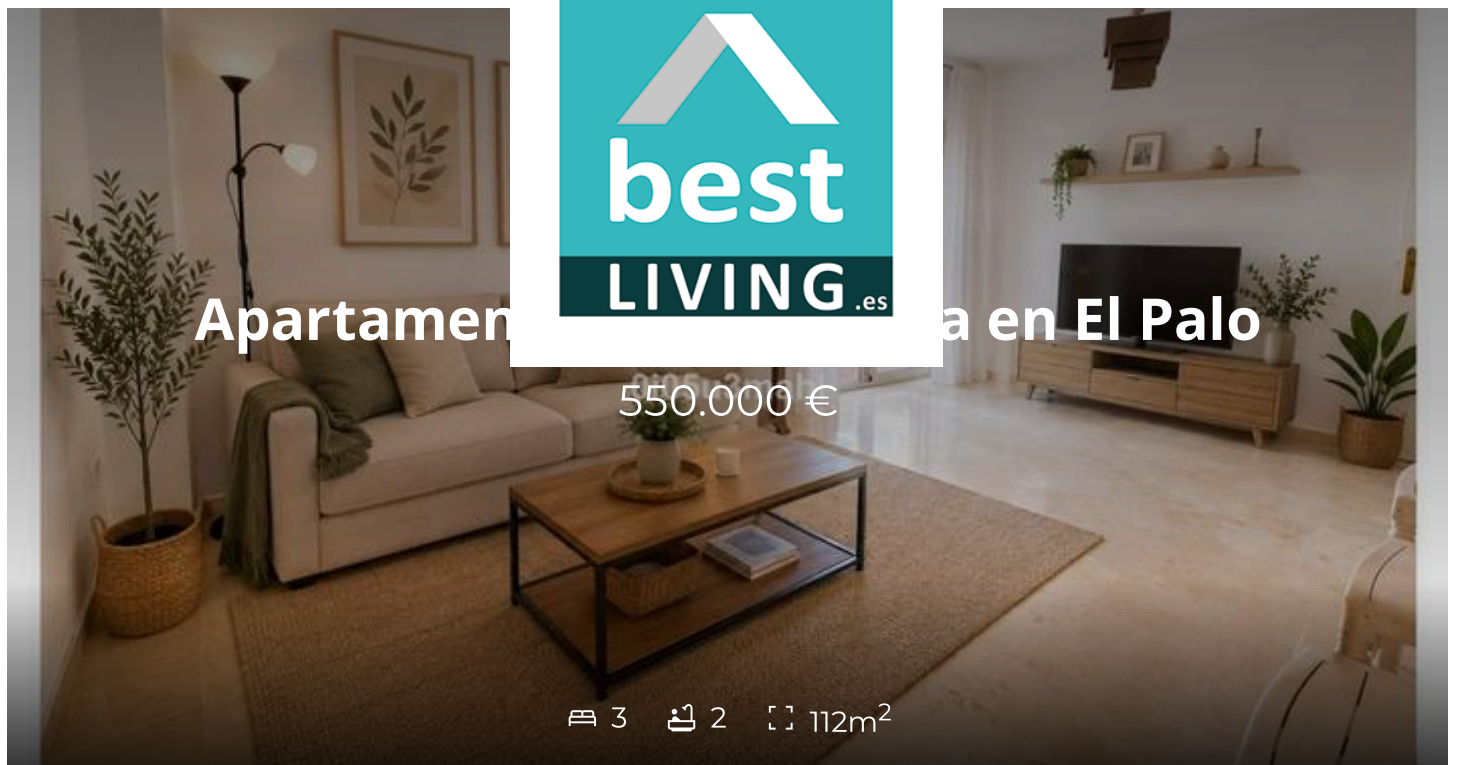 best
LIVING.es
Apartamen
a en El Palo
550.000 €
3 2 112m²